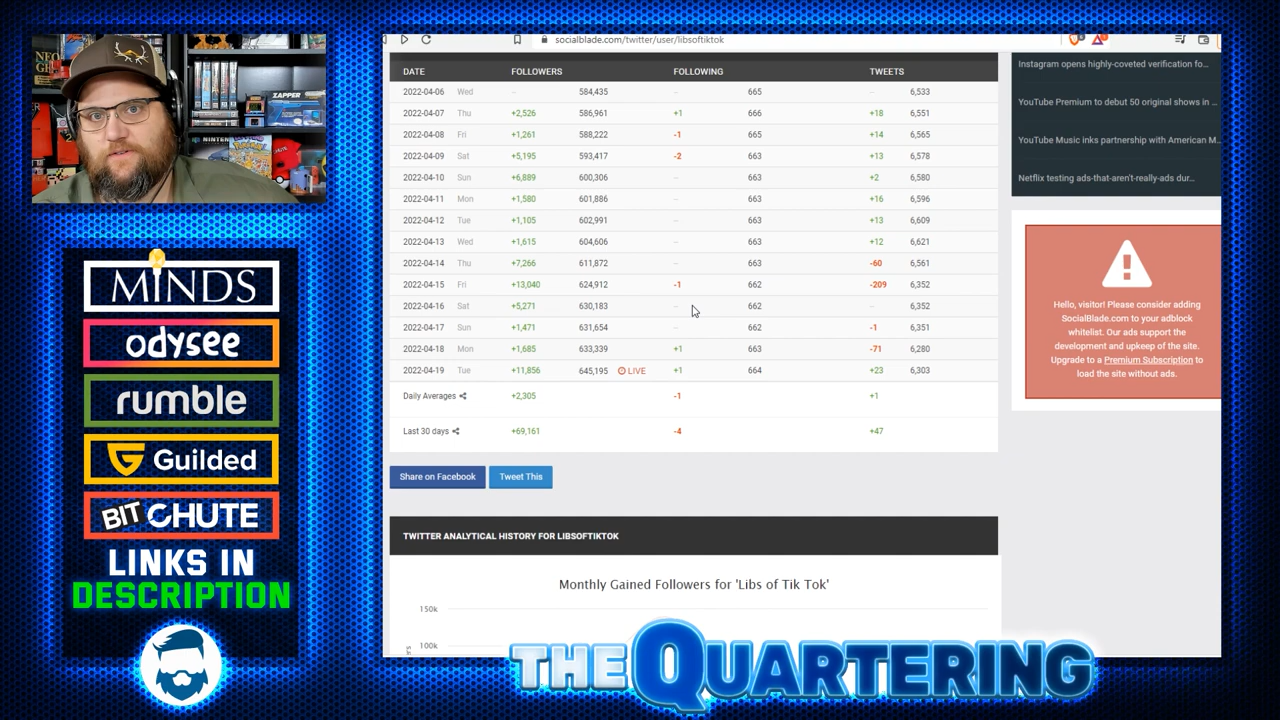 ZAPPER
MINDS
odysee
rumble
Guilded
BIT CHUTE
LINKS IN
DESCRIPTION
socialblade.com/twitter/user/libsoftiktok
DATE FOLLOWERS FOLLOWING TWEETS
2022-04-06 Wed -- 584,435 -- 665 -- 6,533
2022-04-07 Thu +2,526 586,961 +1 666 +18 6,551
2022-04-08 Fri +1,261 588,222 -1 665 +14 6,565
2022-04-09 Sat +5,195 593,417 -2 663 +13 6,578
2022-04-10 Sun +6,889 600,306 -- 663 +2 6,580
2022-04-11 Mon +1,580 601,886 -- 663 +16 6,596
2022-04-12 Tue +1,105 602,991 -- 663 +13 6,609
2022-04-13 Wed +1,615 604,606 -- 663 +12 6,621
2022-04-14 Thu +7,266 611,872 -- 663 -60 6,561
2022-04-15 Fri +13,040 624,912 -1 662 -209 6,352
2022-04-16 Sat +5,271 630,183 -- 662 -- 6,352
2022-04-17 Sun +1,471 631,654 -- 662 -1 6,351
2022-04-18 Mon +1,685 633,339 +1 663 -71 6,280
2022-04-19 Tue +11,856 645,195 LIVE +1 664 +23 6,303
Daily Averages +2,305 -1 +1
Last 30 days +69,161 -4 +47
Share on Facebook Tweet This
TWITTER ANALYTICAL HISTORY FOR LIBSOFTIKTOK
Monthly Gained Followers for 'Libs of Tik Tok'
150k
100k
Instagram opens highly-coveted verification fo...
YouTube Premium to debut 50 original shows in ...
YouTube Music inks partnership with American M...
Netflix testing ads-that-aren't-really-ads dur...
Hello, visitor! Please consider adding
SocialBlade.com to your adblock
whitelist. Our ads support the
development and upkeep of the site.
Upgrade to a Premium Subscription to
load the site without ads.
THE QUARTERING